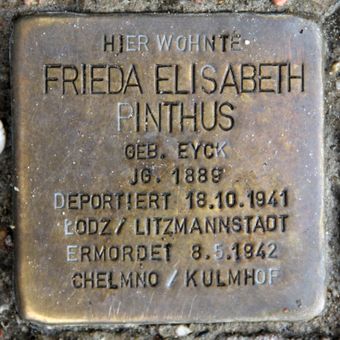 HIER WOHNTE
FRIEDA ELISABETH
PINTHUS
GEB. EYCK
JG. 1889
DEPORTIERT 18.10.1941
ŁODZ / LITZMANNSTADT
ERMORDET 8.5.1942
CHELMNO / KULMHOF